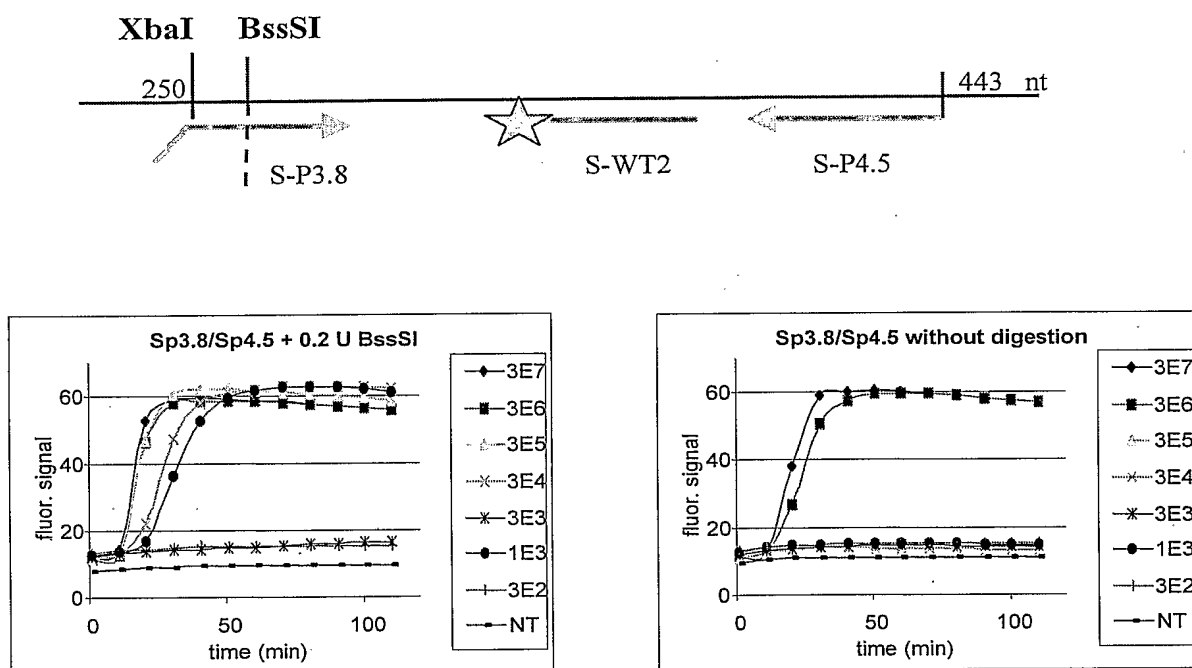 XbaI BssSI
250 443 nt
S-P3.8 S-WT2 S-P4.5
Sp3.8/Sp4.5 + 0.2 U BssSI
fluor. signal
60
40
20
0
0 50 100
time (min)
3E7
3E6
3E5
3E4
3E3
1E3
3E2
NT
Sp3.8/Sp4.5 without digestion
fluor. signal
60
40
20
0
0 50 100
time (min)
3E7
3E6
3E5
3E4
3E3
1E3
3E2
NT